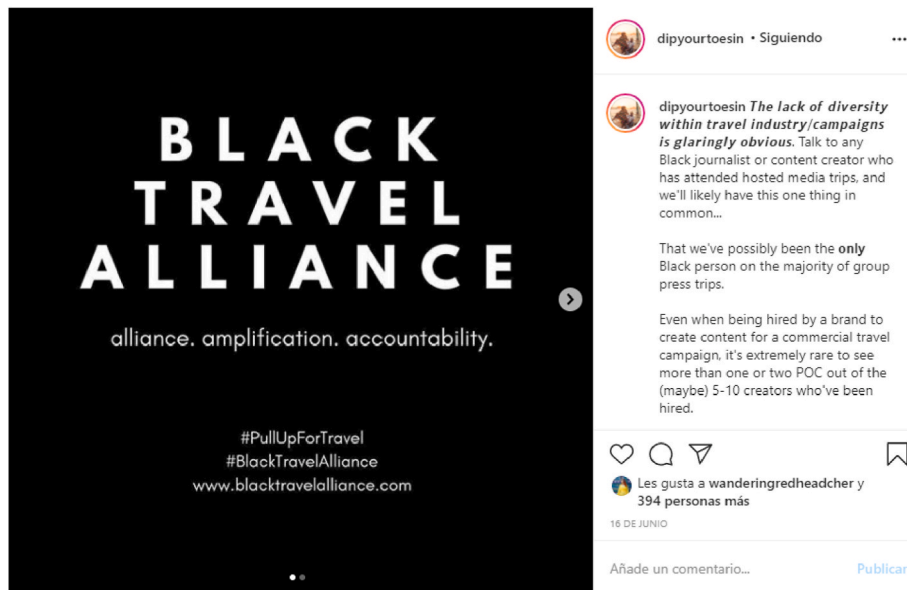 BLACK
TRAVEL
ALLIANCE
alliance. amplification. accountability.
#PullUpForTravel
#BlackTravelAlliance
www.blacktravelalliance.com
dipyourtoesin • Siguiendo
dipyourtoesin The lack of diversity
within travel industry/campaigns
is glaringly obvious. Talk to any
Black journalist or content creator who
has attended hosted media trips, and
we'll likely have this one thing in
common...
That we've possibly been the only
Black person on the majority of group
press trips.
Even when being hired by a brand to
create content for a commercial travel
campaign, it's extremely rare to see
more than one or two POC out of the
(maybe) 5-10 creators who've been
hired.
Les gusta a wanderingredheadcher y
394 personas más
16 DE JUNIO
Añade un comentario...
Publicar